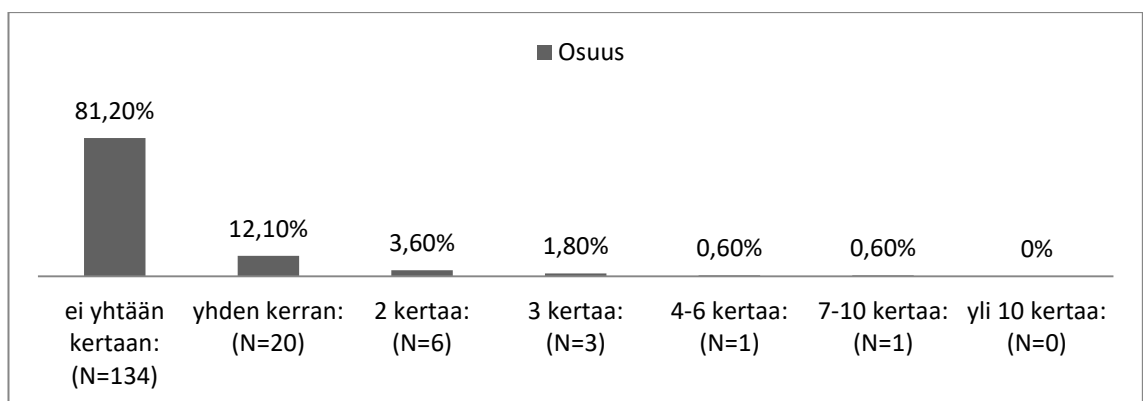 Osuus
81,20%
12,10%
3,60%
1,80%
0,60%
0,60%
0%
ei yhtään
kertaan:
(N=134)
yhden kerran:
(N=20)
2 kertaa:
(N=6)
3 kertaa:
(N=3)
4-6 kertaa:
(N=1)
7-10 kertaa:
(N=1)
yli 10 kertaa:
(N=0)